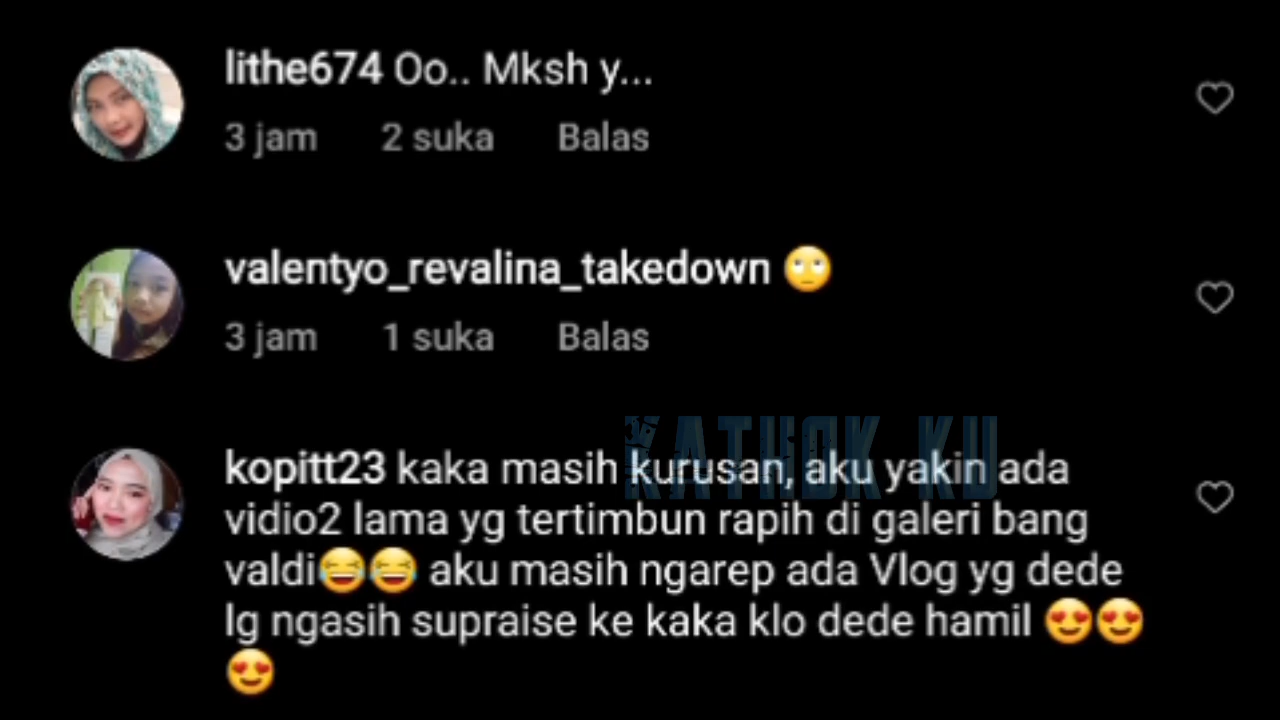 lithe674 Oo.. Mksh y...
3 jam 2 suka Balas
valentyo_revalina_takedown 🙄
3 jam 1 suka Balas
KATHOK KU
kopitt23 kaka masih kurusan, aku yakin ada
vidio2 lama yg tertimbun rapih di galeri bang
valdi😂😂 aku masih ngarep ada Vlog yg dede
lg ngasih supraise ke kaka klo dede hamil 😍😍
😍